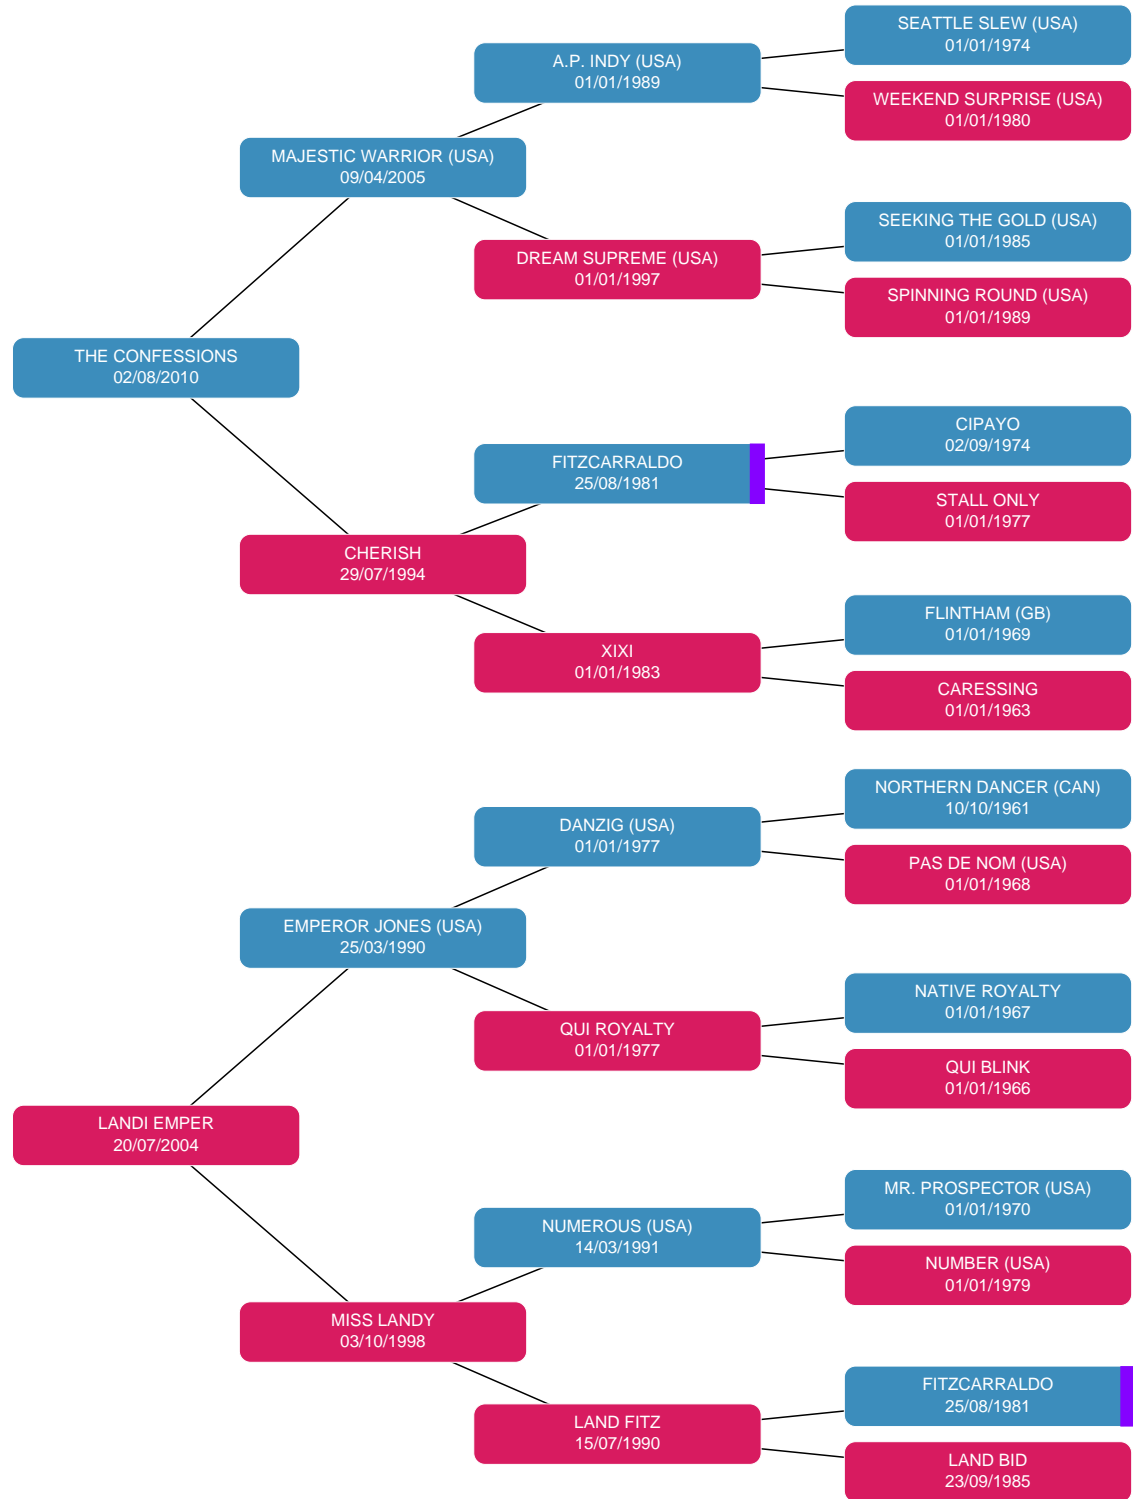 SEATTLE SLEW (USA)
01/01/1974
A.P. INDY (USA)
01/01/1989
WEEKEND SURPRISE (USA)
01/01/1980
MAJESTIC WARRIOR (USA)
09/04/2005
SEEKING THE GOLD (USA)
01/01/1985
DREAM SUPREME (USA)
01/01/1997
SPINNING ROUND (USA)
01/01/1989
THE CONFESSIONS
02/08/2010
CIPAYO
02/09/1974
FITZCARRALDO
25/08/1981
STALL ONLY
01/01/1977
CHERISH
29/07/1994
FLINTHAM (GB)
01/01/1969
XIXI
01/01/1983
CARESSING
01/01/1963
NORTHERN DANCER (CAN)
10/10/1961
DANZIG (USA)
01/01/1977
PAS DE NOM (USA)
01/01/1968
EMPEROR JONES (USA)
25/03/1990
NATIVE ROYALTY
01/01/1967
QUI ROYALTY
01/01/1977
QUI BLINK
01/01/1966
LANDI EMPER
20/07/2004
MR. PROSPECTOR (USA)
01/01/1970
NUMEROUS (USA)
14/03/1991
NUMBER (USA)
01/01/1979
MISS LANDY
03/10/1998
FITZCARRALDO
25/08/1981
LAND FITZ
15/07/1990
LAND BID
23/09/1985